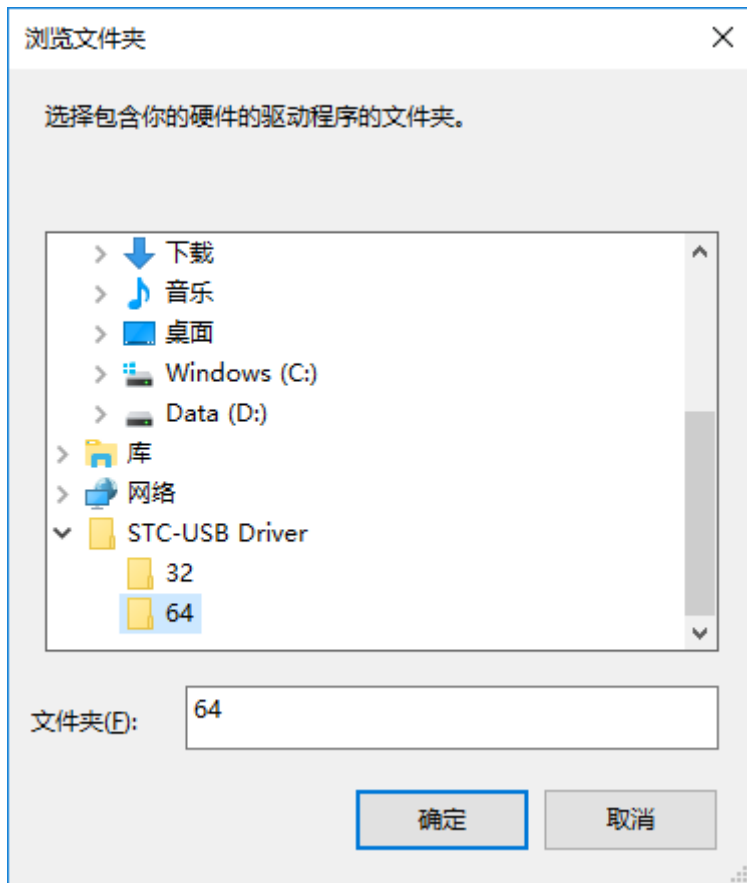 浏览文件夹
选择包含你的硬件的驱动程序的文件夹。
下载
音乐
桌面
Windows (C:)
Data (D:)
库
网络
STC-USB Driver
32
64
文件夹(F): 64
确定 取消